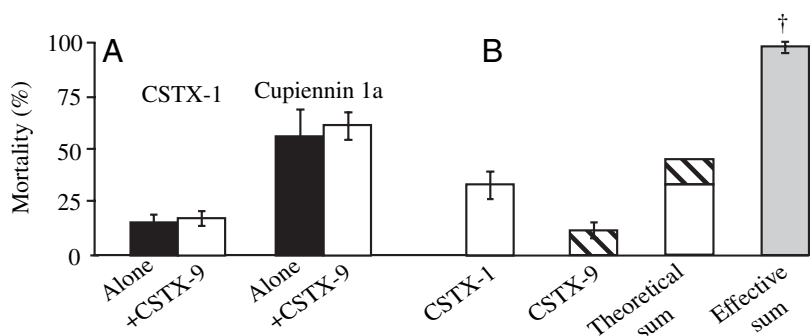 A
B
†
100
75
50
25
0
Mortality (%)
CSTX-1
Cupiennin 1a
Alone
+CSTX-9
Alone
+CSTX-9
CSTX-1
CSTX-9
Theoretical
sum
Effective
sum